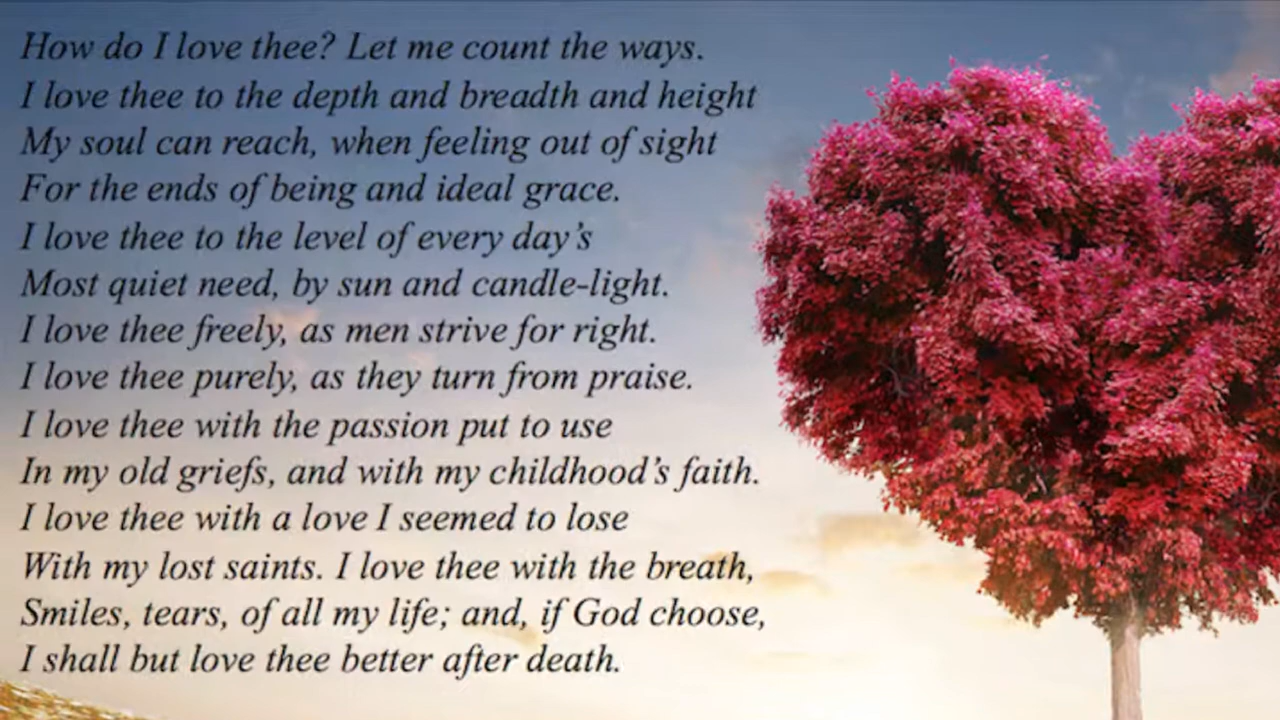 How do I love thee? Let me count the ways.
I love thee to the depth and breadth and height
My soul can reach, when feeling out of sight
For the ends of being and ideal grace.
I love thee to the level of every day’s
Most quiet need, by sun and candle-light.
I love thee freely, as men strive for right.
I love thee purely, as they turn from praise.
I love thee with the passion put to use
In my old griefs, and with my childhood’s faith.
I love thee with a love I seemed to lose
With my lost saints. I love thee with the breath,
Smiles, tears, of all my life; and, if God choose,
I shall but love thee better after death.